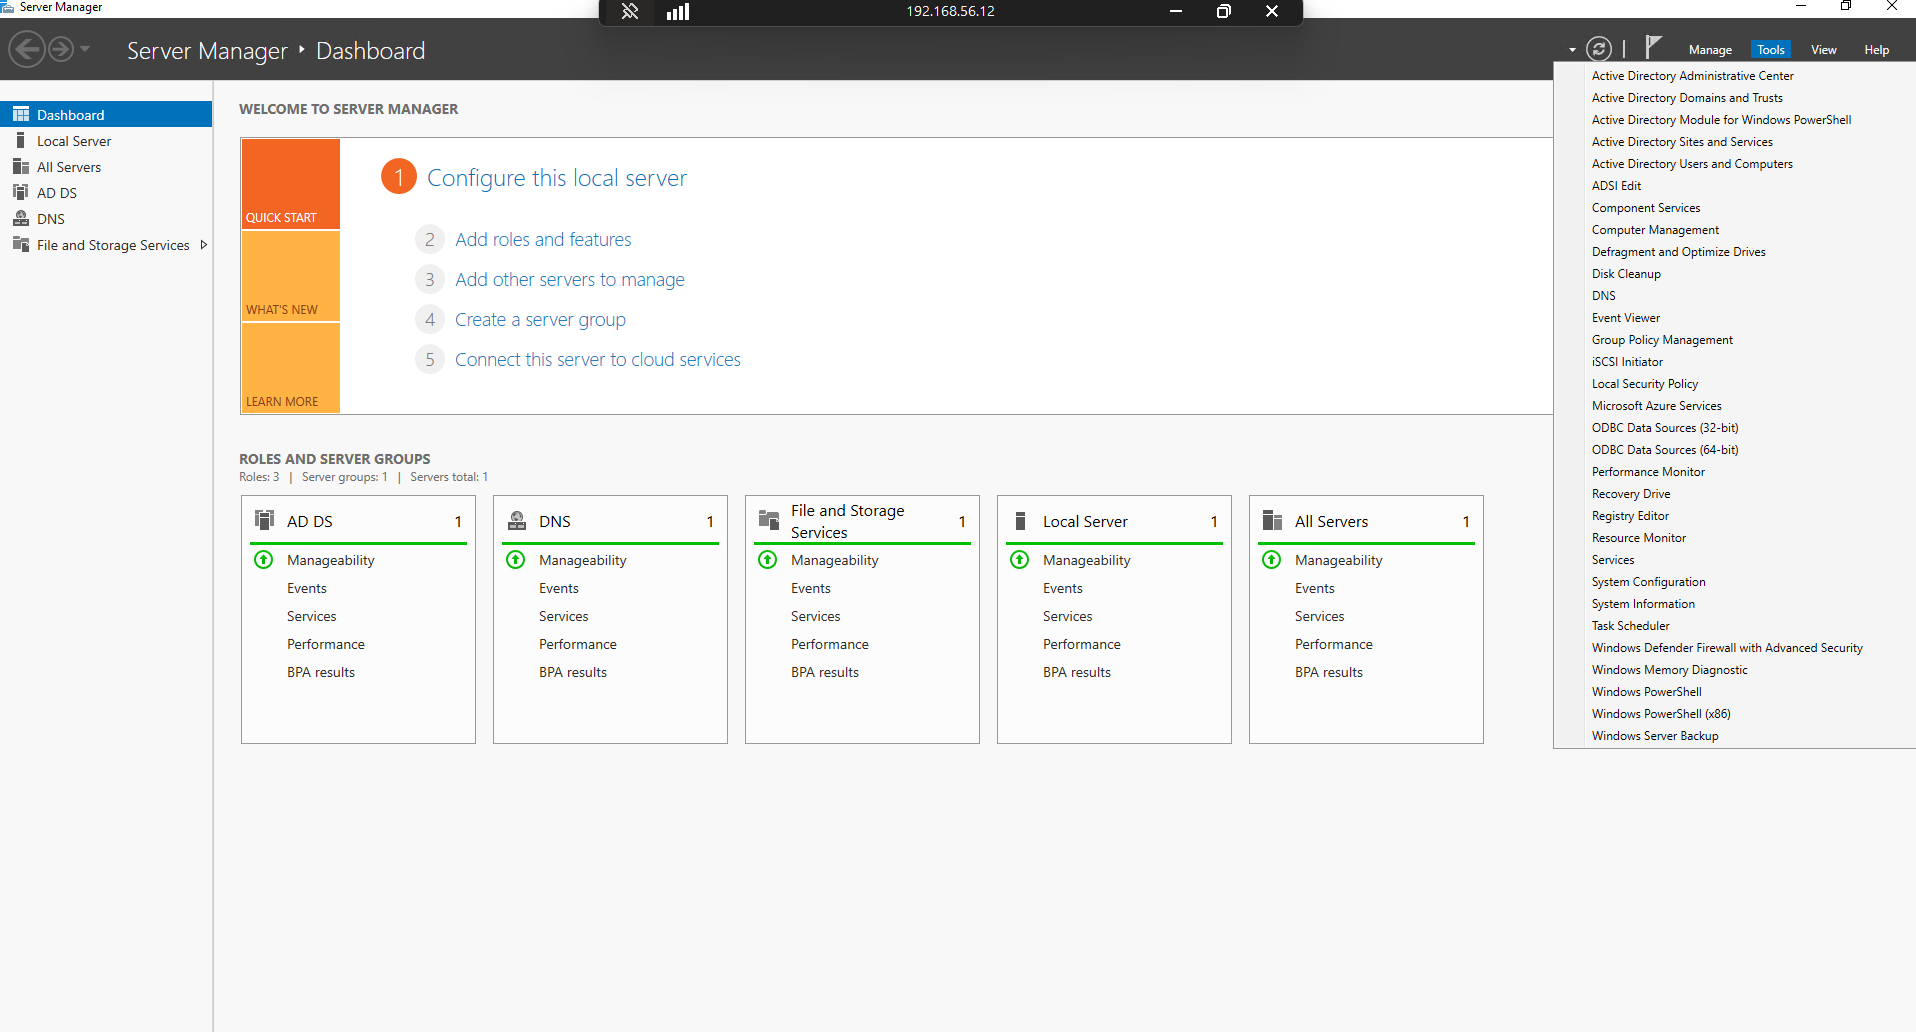 Server Manager
192.168.56.12
Server Manager ‣ Dashboard
Manage Tools View Help
Dashboard
Local Server
All Servers
AD DS
DNS
File and Storage Services
WELCOME TO SERVER MANAGER
QUICK START
WHAT'S NEW
LEARN MORE
1 Configure this local server
2 Add roles and features
3 Add other servers to manage
4 Create a server group
5 Connect this server to cloud services
ROLES AND SERVER GROUPS
Roles: 3 | Server groups: 1 | Servers total: 1
AD DS 1
Manageability
Events
Services
Performance
BPA results
DNS 1
Manageability
Events
Services
Performance
BPA results
File and Storage
Services 1
Manageability
Events
Services
Performance
BPA results
Local Server 1
Manageability
Events
Services
Performance
BPA results
All Servers 1
Manageability
Events
Services
Performance
BPA results
Active Directory Administrative Center
Active Directory Domains and Trusts
Active Directory Module for Windows PowerShell
Active Directory Sites and Services
Active Directory Users and Computers
ADSI Edit
Component Services
Computer Management
Defragment and Optimize Drives
Disk Cleanup
DNS
Event Viewer
Group Policy Management
iSCSI Initiator
Local Security Policy
Microsoft Azure Services
ODBC Data Sources (32-bit)
ODBC Data Sources (64-bit)
Performance Monitor
Recovery Drive
Registry Editor
Resource Monitor
Services
System Configuration
System Information
Task Scheduler
Windows Defender Firewall with Advanced Security
Windows Memory Diagnostic
Windows PowerShell
Windows PowerShell (x86)
Windows Server Backup